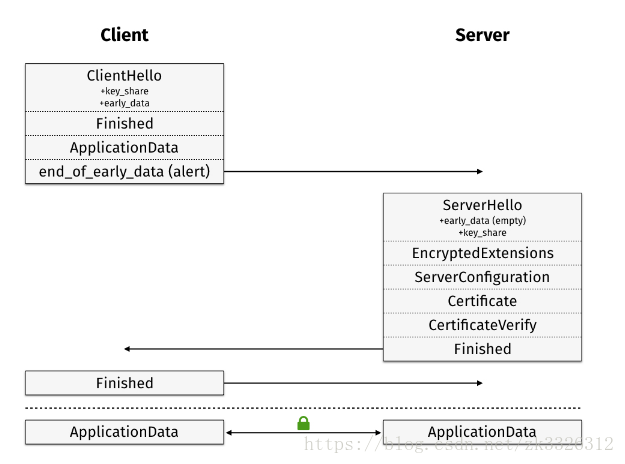 Client
Server
ClientHello
+key_share
+early_data
Finished
ApplicationData
end_of_early_data (alert)
ServerHello
+early_data (empty)
+key_share
EncryptedExtensions
ServerConfiguration
Certificate
CertificateVerify
Finished
Finished
ApplicationData
ApplicationData
https://blog.csdn.net/zk3326312